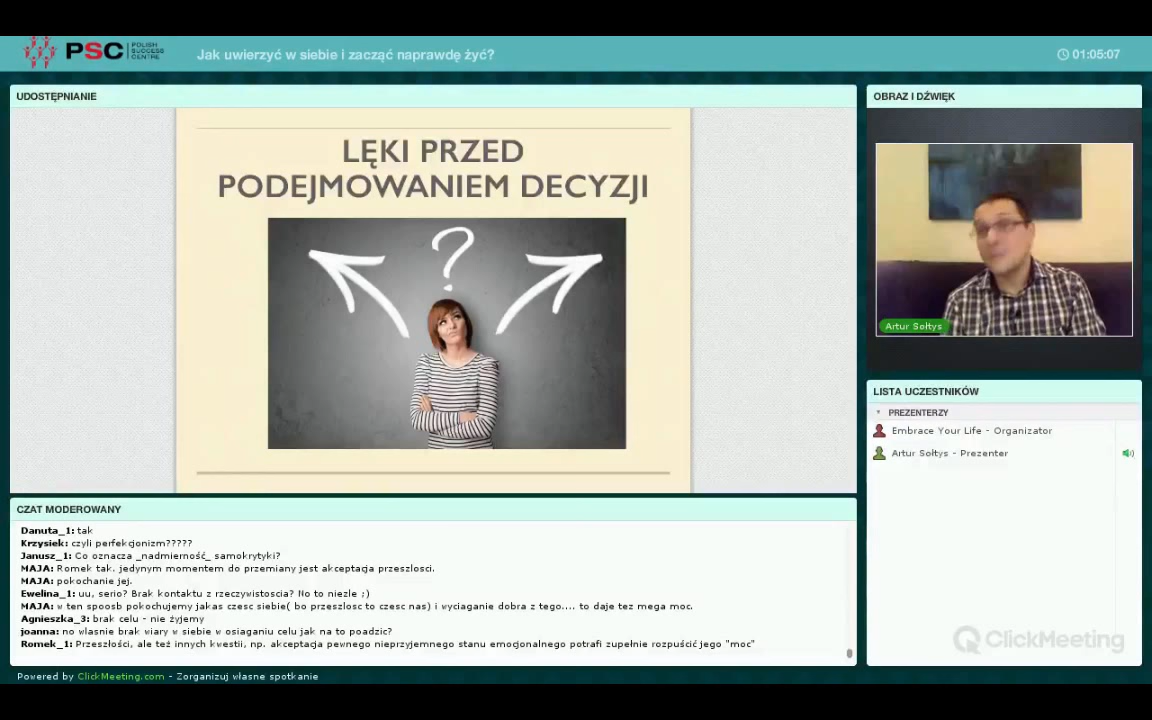 PSC POLISH SUCCESS CENTRE
Jak uwierzyć w siebie i zacząć naprawdę żyć?
01:05:07
UDOSTĘPNIANIE
LĘKI PRZED
PODEJMOWANIEM DECYZJI
?
OBRAZ I DŹWIĘK
Artur Sołtys
LISTA UCZESTNIKÓW
PREZENTERZY
Embrace Your Life - Organizator
Artur Sołtys - Prezenter
ClickMeeting
CZAT MODEROWANY
Danuta_1: tak
Krzysiek: czyli perfekcjonizm?????
Janusz_1: Co oznacza _nadmierność_ samokrytyki?
MAJA: Romek tak. jedynym momentem do przemiany jest akceptacja przeszlosci.
MAJA: pokochanie jej.
Ewelina_1: uu, serio? Brak kontaktu z rzeczywistoscia? No to niezle ;)
MAJA: w ten spoosb pokochujemy jakas czesc siebie( bo przeszlosc to czesc nas) i wyciaganie dobra z tego.... to daje tez mega moc.
Agnieszka_3: brak celu - nie żyjemy
joanna: no wlasnie brak wiary w siebie w osiaganiu celu jak na to poadzic?
Romek_1: Przeszłości, ale też innych kwestii, np. akceptacja pewnego nieprzyjemnego stanu emocjonalnego potrafi zupełnie rozpuścić jego "moc"
Powered by ClickMeeting.com - Zorganizuj własne spotkanie